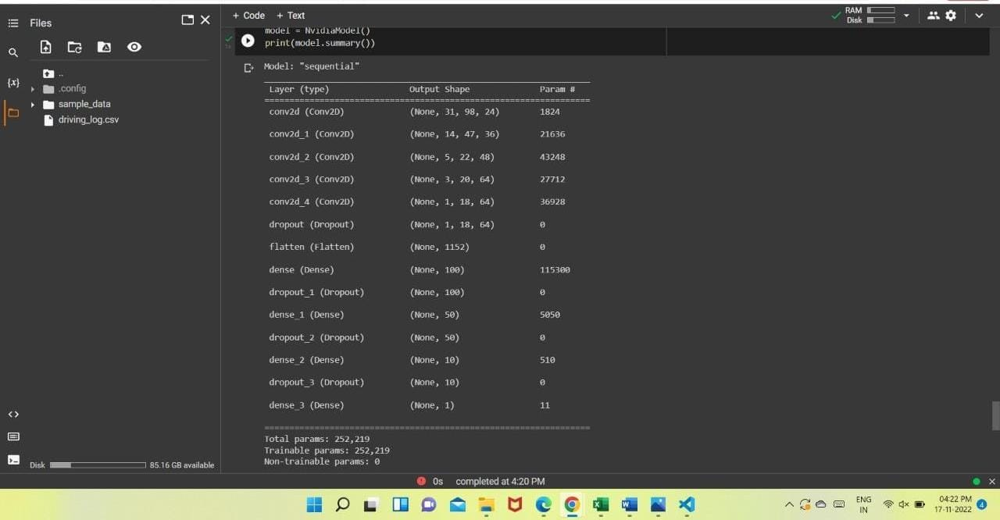 Files
+ Code + Text
RAM
Disk
model = NvidiaModel()
print(model.summary())
{x}
..
.config
sample_data
driving_log.csv
Model: "sequential"
Layer (type) Output Shape Param #
conv2d (Conv2D) (None, 31, 98, 24) 1824
conv2d_1 (Conv2D) (None, 14, 47, 36) 21636
conv2d_2 (Conv2D) (None, 5, 22, 48) 43248
conv2d_3 (Conv2D) (None, 3, 20, 64) 27712
conv2d_4 (Conv2D) (None, 1, 18, 64) 36928
dropout (Dropout) (None, 1, 18, 64) 0
flatten (Flatten) (None, 1152) 0
dense (Dense) (None, 100) 115300
dropout_1 (Dropout) (None, 100) 0
dense_1 (Dense) (None, 50) 5050
dropout_2 (Dropout) (None, 50) 0
dense_2 (Dense) (None, 10) 510
dropout_3 (Dropout) (None, 10) 0
dense_3 (Dense) (None, 1) 11
Total params: 252,219
Trainable params: 252,219
Non-trainable params: 0
Disk 85.16 GB available
0s completed at 4:20 PM
ENG
IN
04:22 PM
17-11-2022
4